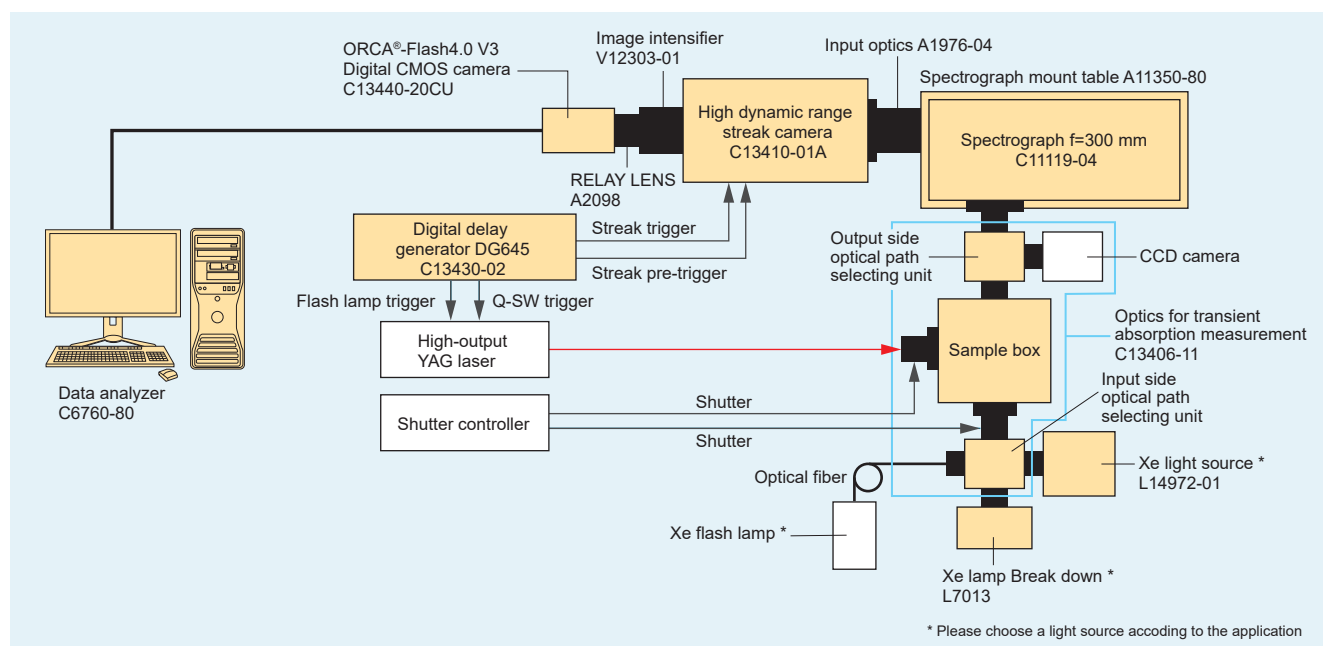 ORCA®-Flash4.0 V3
Digital CMOS camera
C13440-20CU
Image intensifier
V12303-01
Input optics A1976-04
Spectrograph mount table A11350-80
High dynamic range
streak camera
C13410-01A
Spectrograph f=300 mm
C11119-04
RELAY LENS
A2098
Digital delay
generator DG645
C13430-02
Streak trigger
Streak pre-trigger
Output side
optical path
selecting unit
CCD camera
Flash lamp trigger
Q-SW trigger
High-output
YAG laser
Sample box
Optics for transient
absorption measurement
C13406-11
Data analyzer
C6760-80
Shutter controller
Shutter
Shutter
Input side
optical path
selecting unit
Optical fiber
Xe light source *
L14972-01
Xe flash lamp *
Xe lamp Break down *
L7013
* Please choose a light source accoding to the application